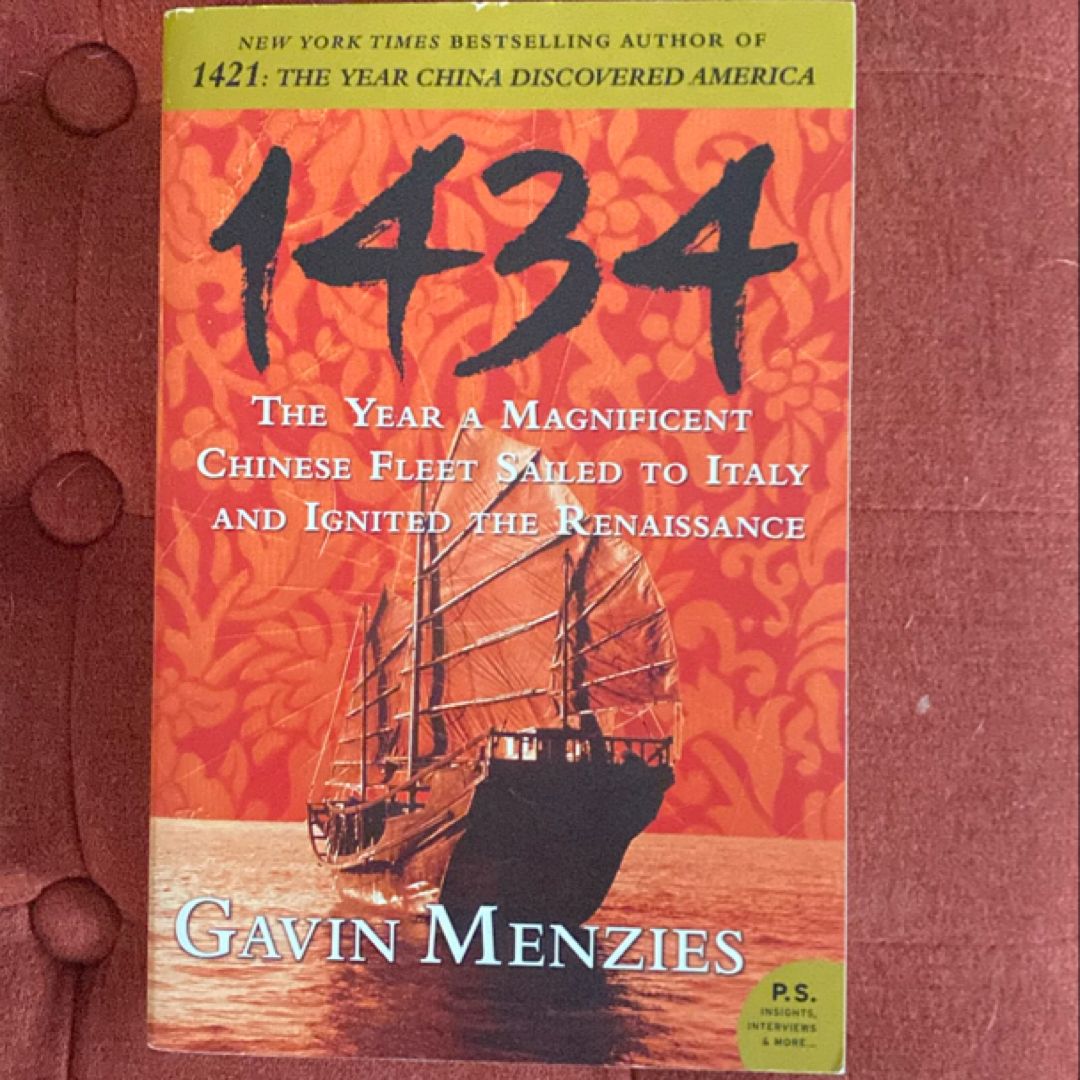 NEW YORK TIMES BESTSELLING AUTHOR OF
1421: THE YEAR CHINA DISCOVERED AMERICA
1434
THE YEAR A MAGNIFICENT
CHINESE FLEET SAILED TO ITALY
AND IGNITED THE RENAISSANCE
GAVIN MENZIES
P.S.
INSIGHTS,
INTERVIEWS
& MORE...